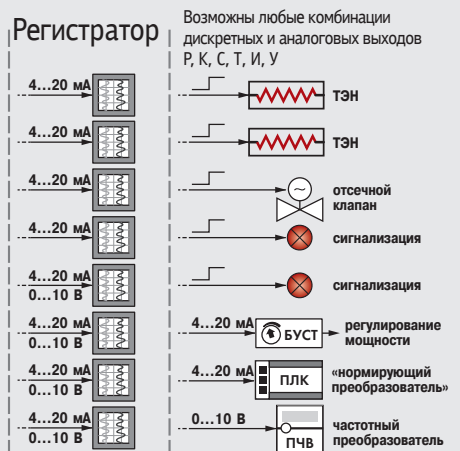 Регистратор
Возможны любые комбинации
дискретных и аналоговых выходов
Р, К, С, Т, И, У
4...20 мА
ТЭН
4...20 мА
ТЭН
4...20 мА
отсечной
клапан
4...20 мА
сигнализация
4...20 мА
0...10 В
сигнализация
4...20 мА
0...10 В
4...20 мА
БУСТ
регулирование
мощности
4...20 мА
0...10 В
4...20 мА
ПЛК
«нормирующий
преобразователь»
4...20 мА
0...10 В
0...10 В
ПЧВ
частотный
преобразователь